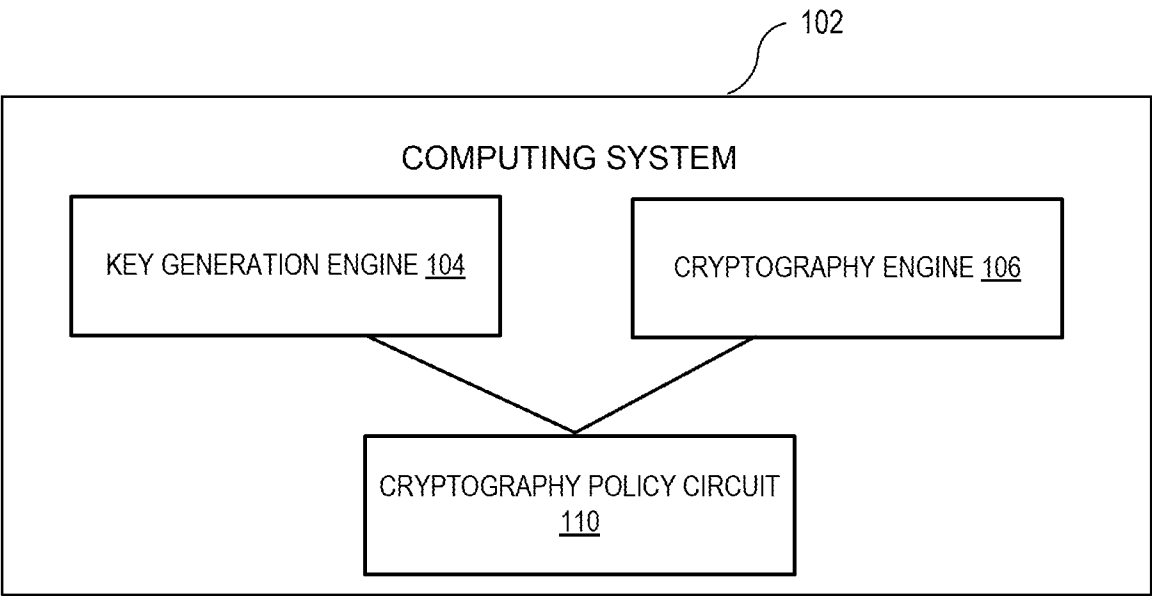 102
COMPUTING SYSTEM
KEY GENERATION ENGINE 104
CRYPTOGRAPHY ENGINE 106
CRYPTOGRAPHY POLICY CIRCUIT
110